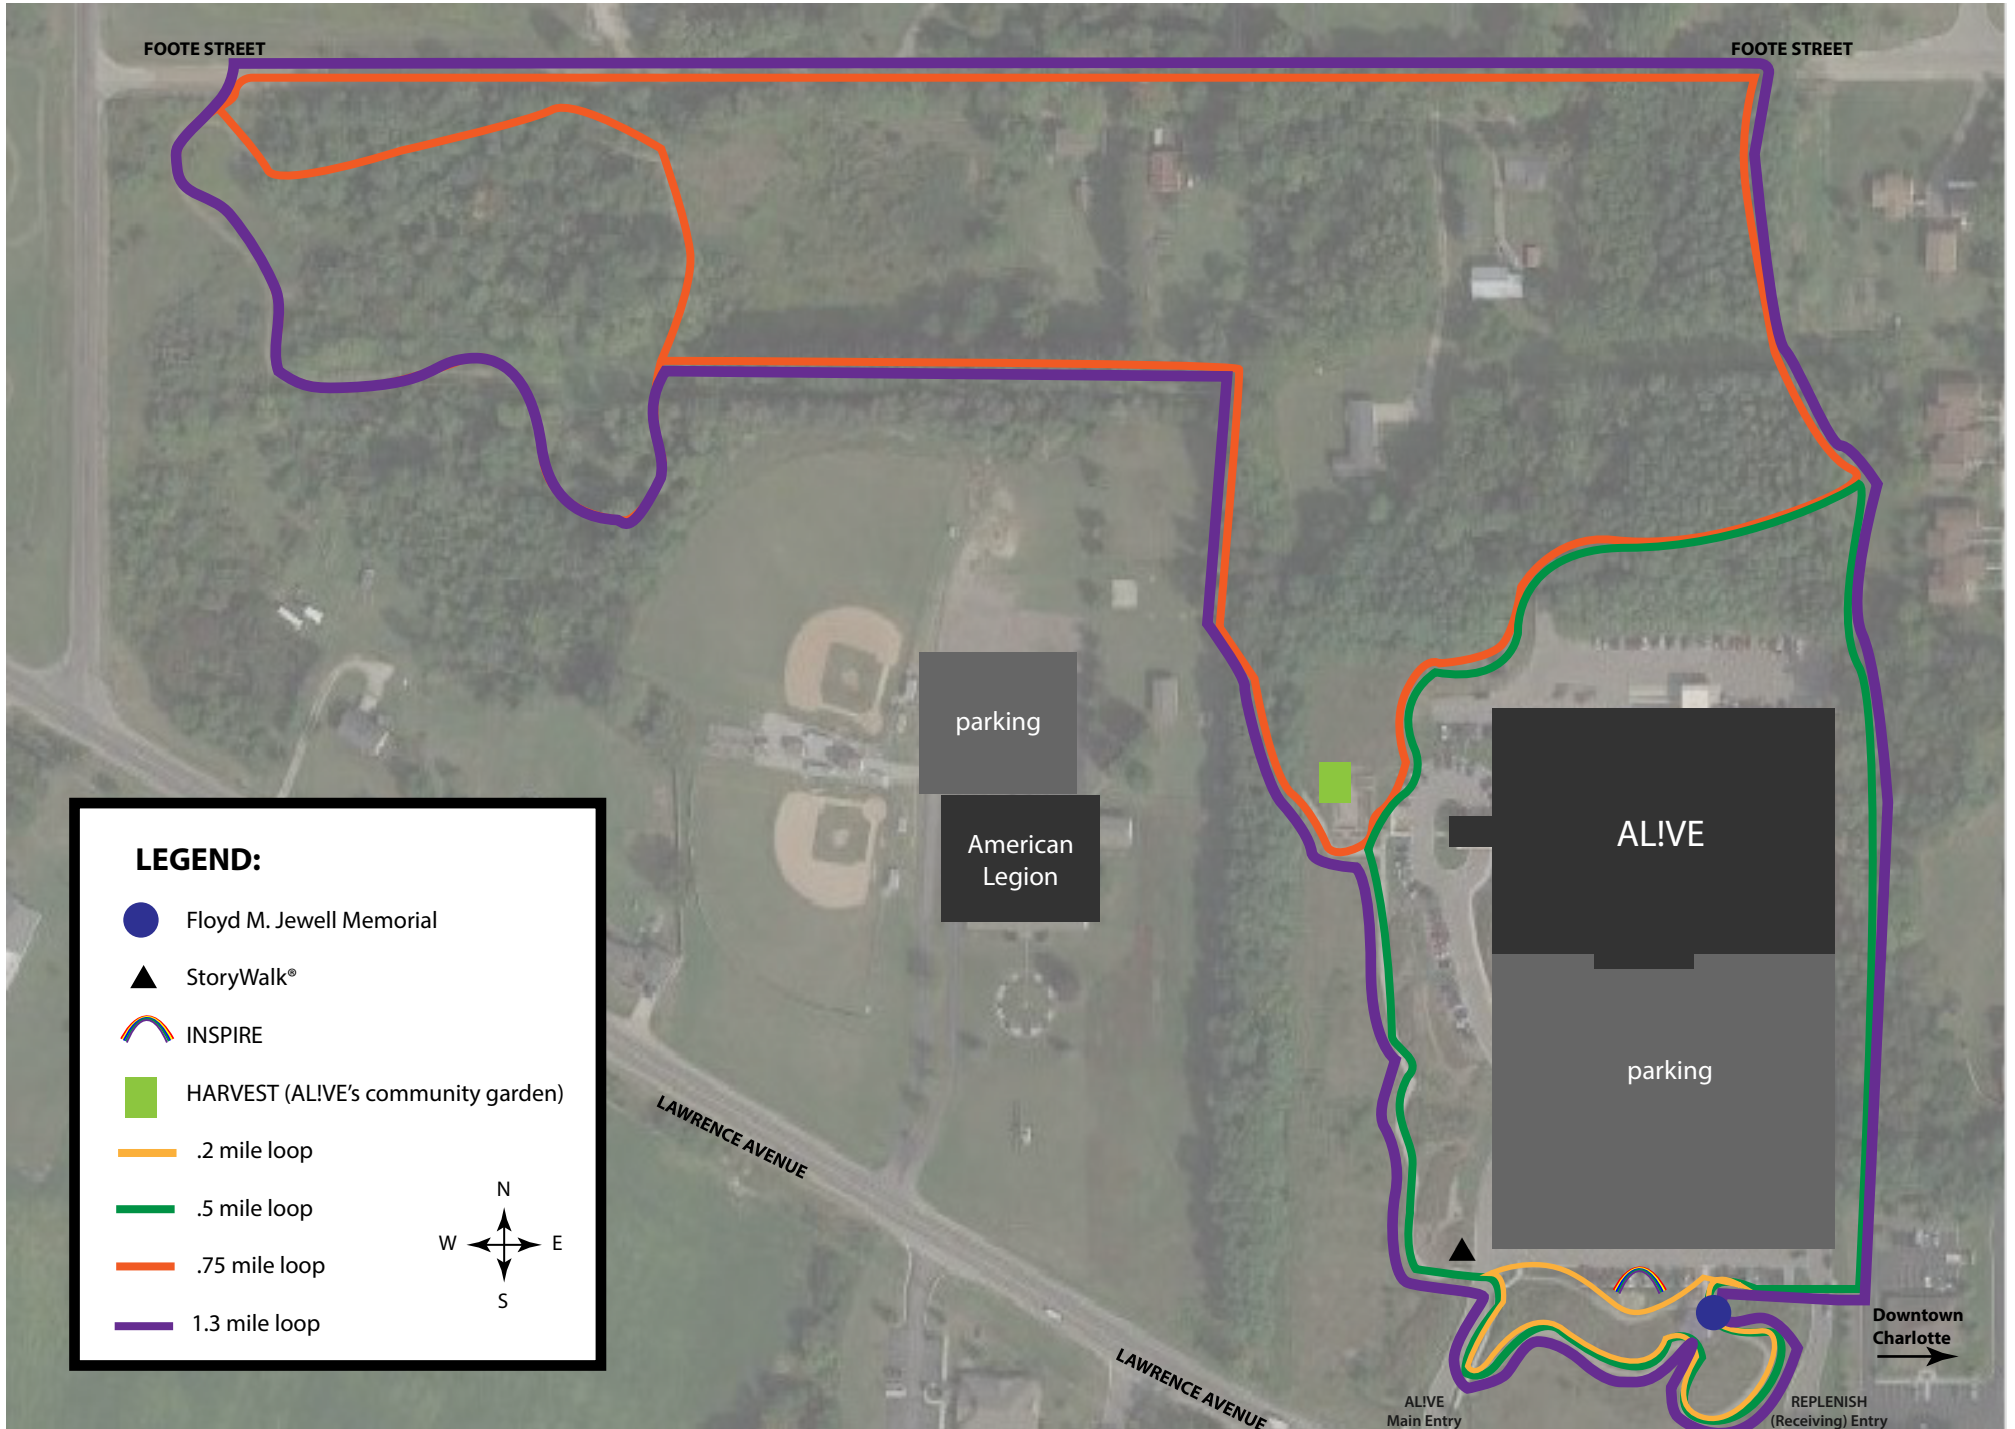 FOOTE STREET
FOOTE STREET
parking
American
Legion
AL!VE
parking
LEGEND:
Floyd M. Jewell Memorial
StoryWalk®
INSPIRE
HARVEST (AL!VE's community garden)
.2 mile loop
.5 mile loop
.75 mile loop
1.3 mile loop
N
W E
S
LAWRENCE AVENUE
LAWRENCE AVENUE
Downtown
Charlotte
AL!VE
Main Entry
REPLENISH
(Receiving) Entry